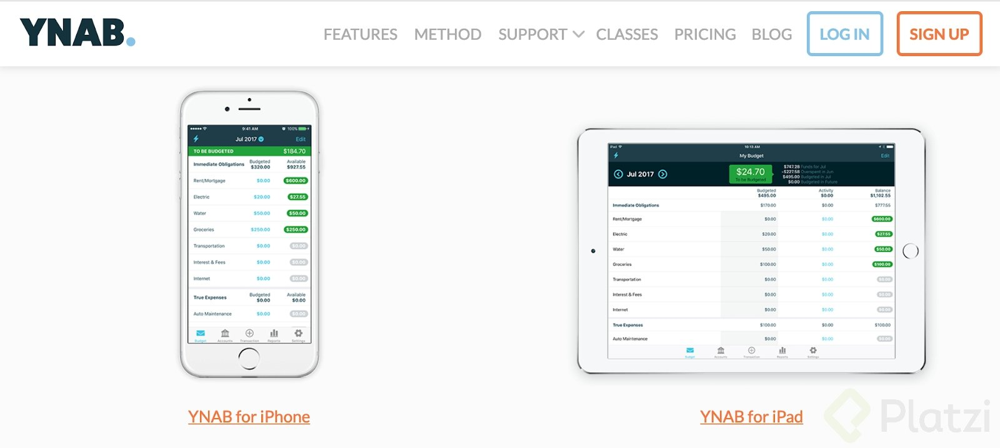 YNAB.
FEATURES METHOD SUPPORT CLASSES PRICING BLOG LOG IN SIGN UP
9:41 AM 100%
Jul 2017 Edit
TO BE BUDGETED $184.70
Immediate Obligations Budgeted $320.00 Available $927.55
Rent/Mortgage $0.00 $600.00
Electric $20.00 $27.55
Water $50.00 $50.00
Groceries $250.00 $250.00
Transportation $0.00 $0.00
Interest & Fees $0.00 $0.00
Internet $0.00 $0.00
True Expenses Budgeted $0.00 Available $0.00
Auto Maintenance $0.00 $0.00
Budget Accounts Transaction Reports Settings
YNAB for iPhone
iPad 10:13 AM
My Budget Edit
Jul 2017
$24.70
To be Budgeted
$747.28 Funds for Jul
-$227.58 Overspent in Jun
$495.00 Budgeted in Jul
$0.00 Budgeted in Future
Budgeted Activity Balance
$495.00 $0.00 $1,102.55
Immediate Obligations $170.00 $0.00 $777.55
Rent/Mortgage $0.00 $0.00 $600.00
Electric $20.00 $0.00 $27.55
Water $50.00 $0.00 $50.00
Groceries $100.00 $0.00 $100.00
Transportation $0.00 $0.00 $0.00
Interest & Fees $0.00 $0.00 $0.00
Internet $0.00 $0.00 $0.00
True Expenses $100.00 $0.00 $100.00
Auto Maintenance $0.00 $0.00 $0.00
Budget Accounts Transaction Reports Settings
YNAB for iPad
Platzi